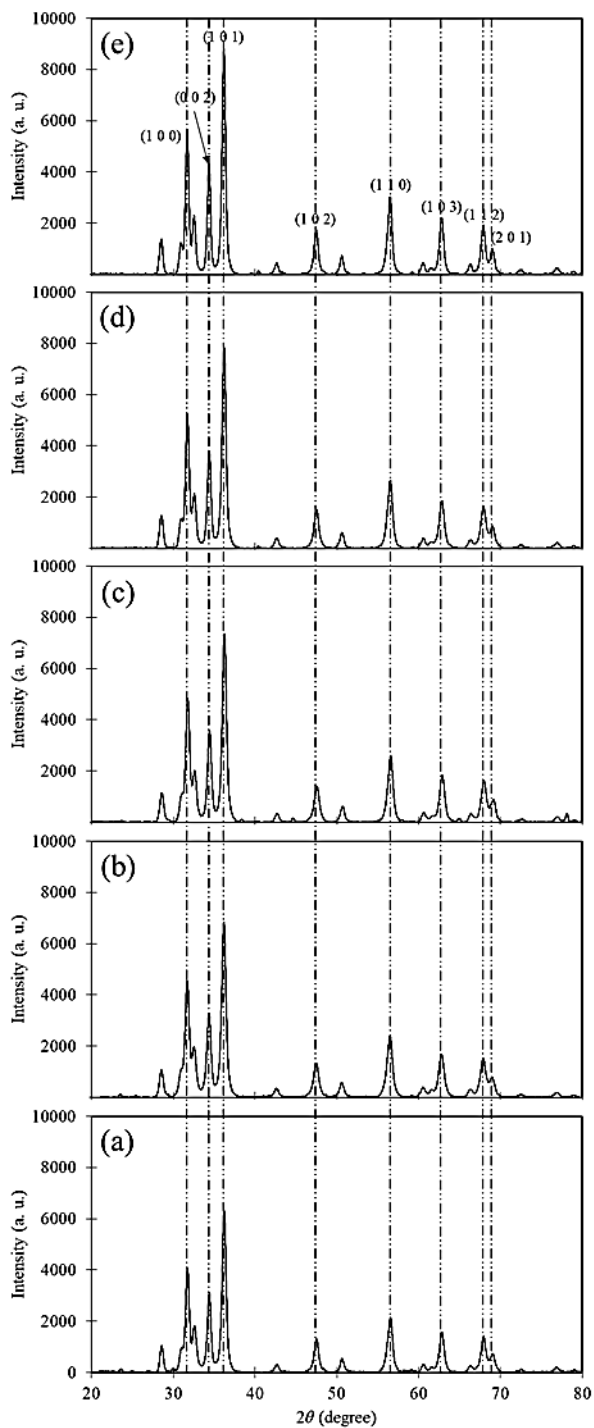 (e)
10000
8000
6000
4000
2000
0
Intensity (a. u.)
(1 0 0)
(0 0 2)
(1 0 1)
(1 0 2)
(1 1 0)
(1 0 3)
(1 1 2)
(2 0 1)
(d)
10000
8000
6000
4000
2000
0
Intensity (a. u.)
(c)
10000
8000
6000
4000
2000
0
Intensity (a. u.)
(b)
10000
8000
6000
4000
2000
0
Intensity (a. u.)
(a)
10000
8000
6000
4000
2000
0
Intensity (a. u.)
20 30 40 50 60 70 80
2θ (degree)